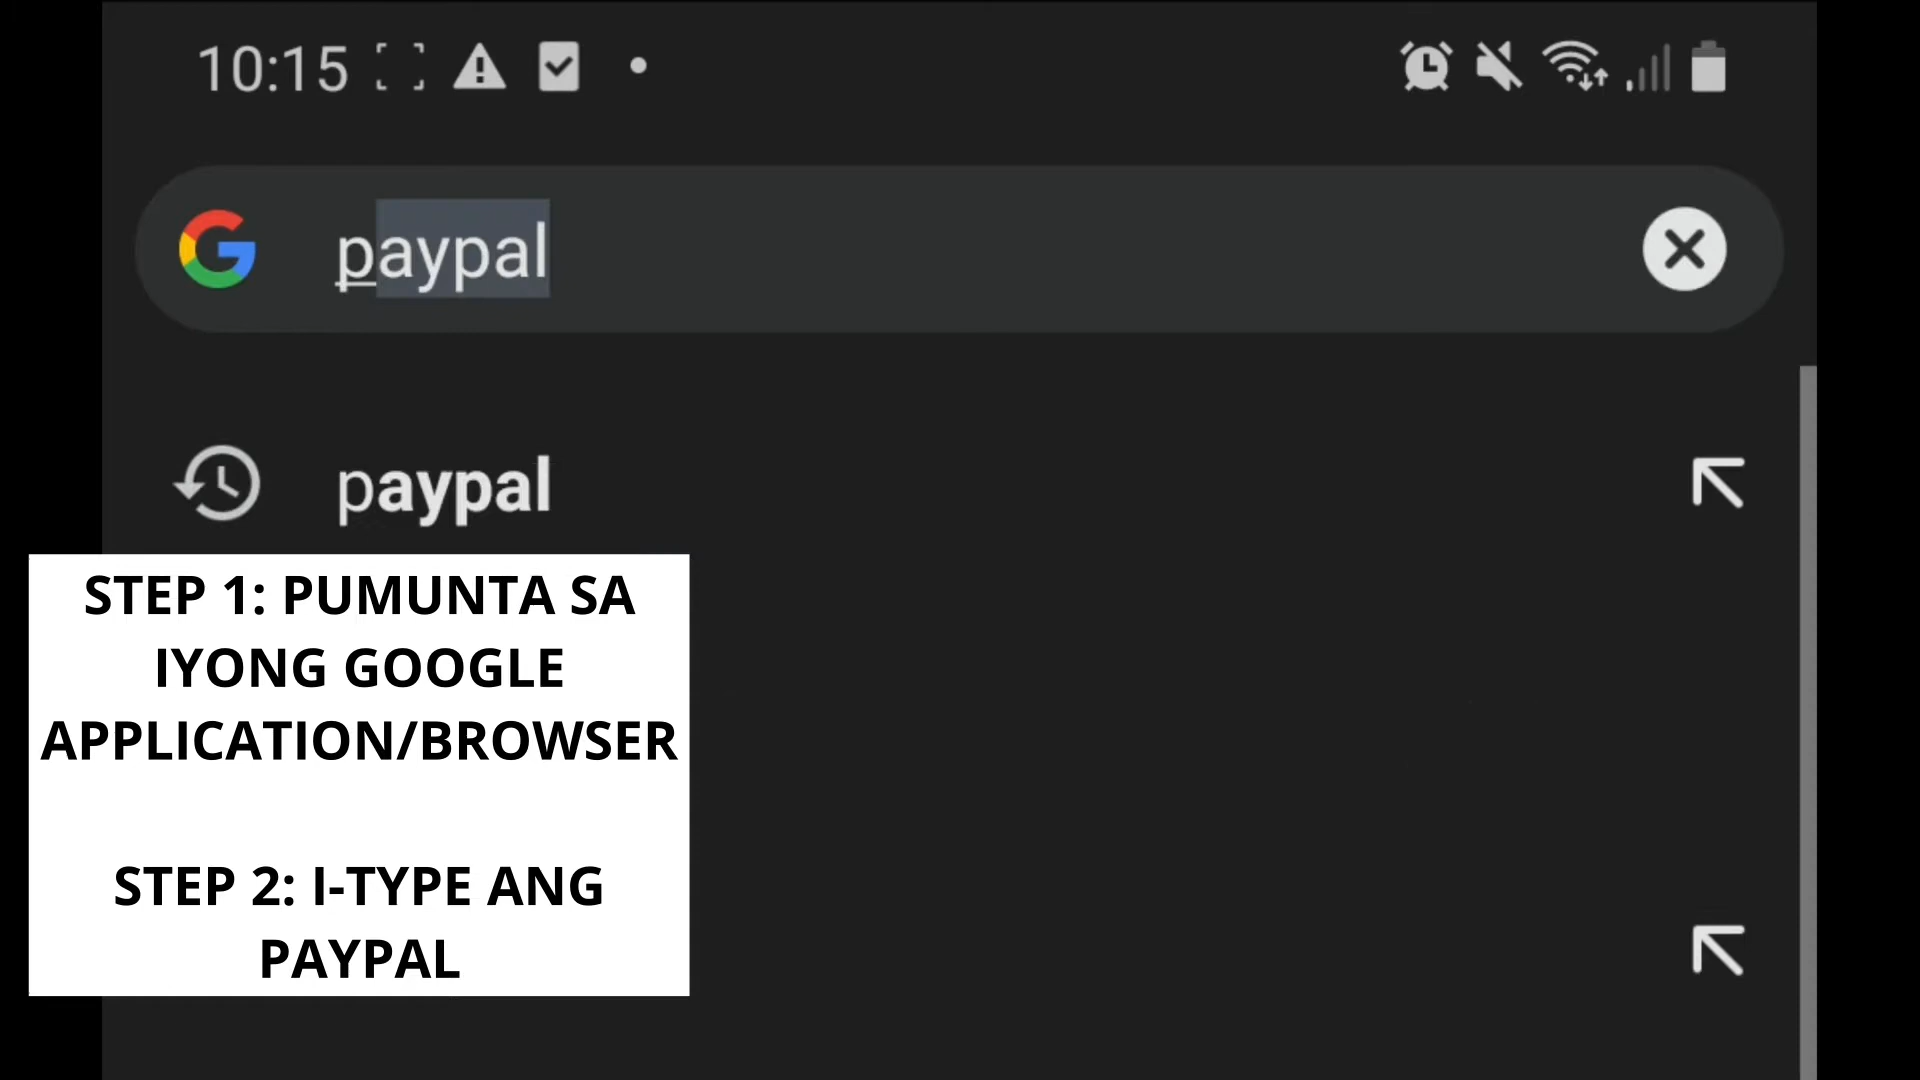 10:15
paypal
paypal
STEP 1: PUMUNTA SA
IYONG GOOGLE
APPLICATION/BROWSER
STEP 2: I-TYPE ANG
PAYPAL